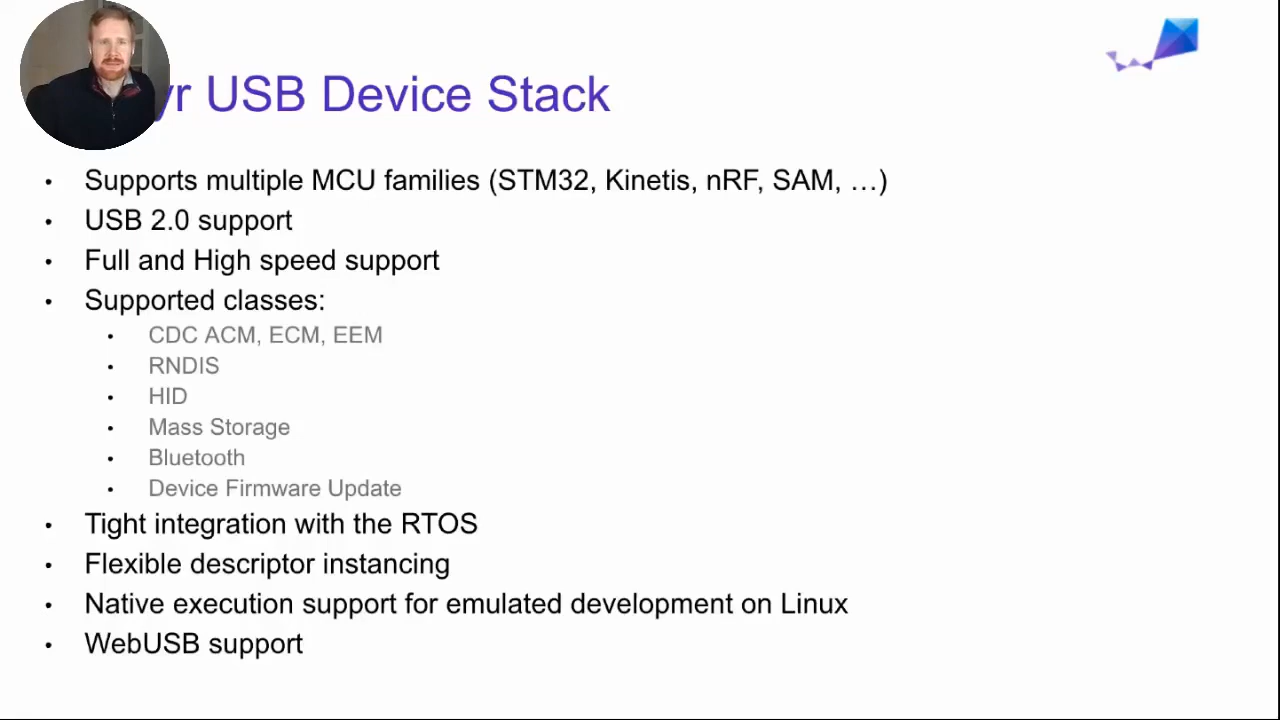 yr USB Device Stack
• Supports multiple MCU families (STM32, Kinetis, nRF, SAM, …)
• USB 2.0 support
• Full and High speed support
• Supported classes:
• CDC ACM, ECM, EEM
• RNDIS
• HID
• Mass Storage
• Bluetooth
• Device Firmware Update
• Tight integration with the RTOS
• Flexible descriptor instancing
• Native execution support for emulated development on Linux
• WebUSB support